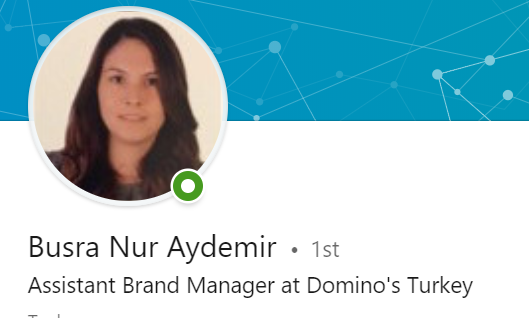 Busra Nur Aydemir • 1st
Assistant Brand Manager at Domino's Turkey